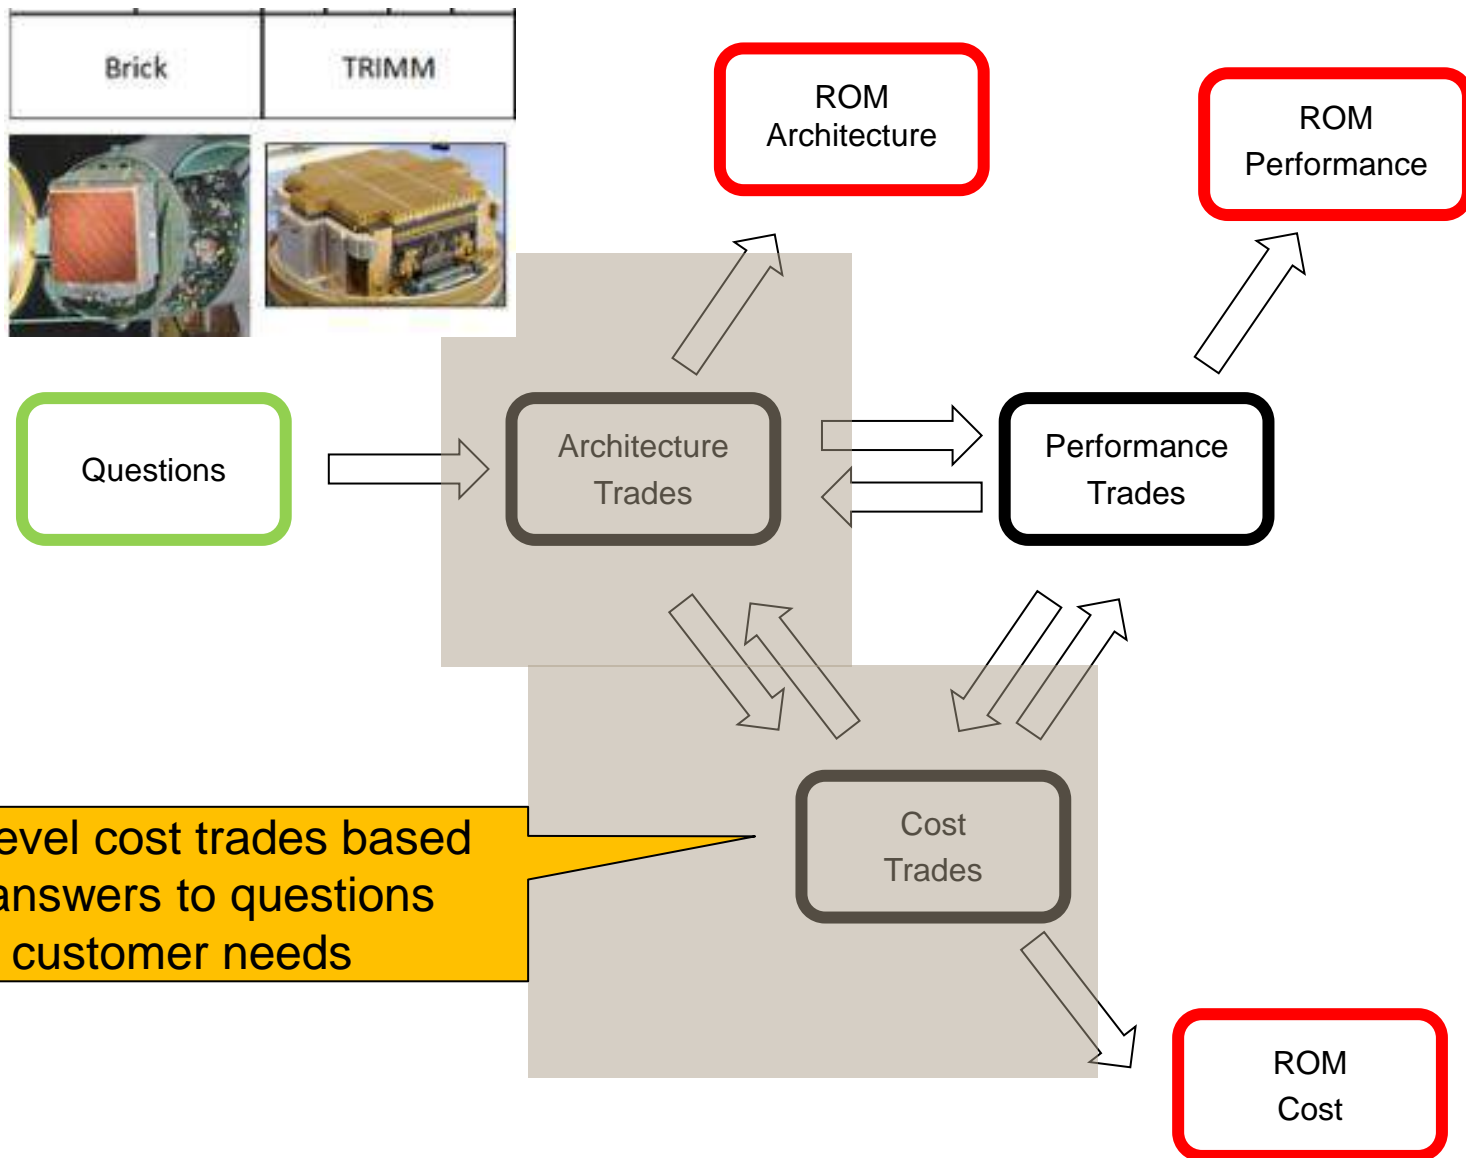 Brick
TRIMM
ROM
Architecture
ROM
Performance
Questions
Architecture
Trades
Performance
Trades
evel cost trades based
answers to questions
customer needs
Cost
Trades
ROM
Cost